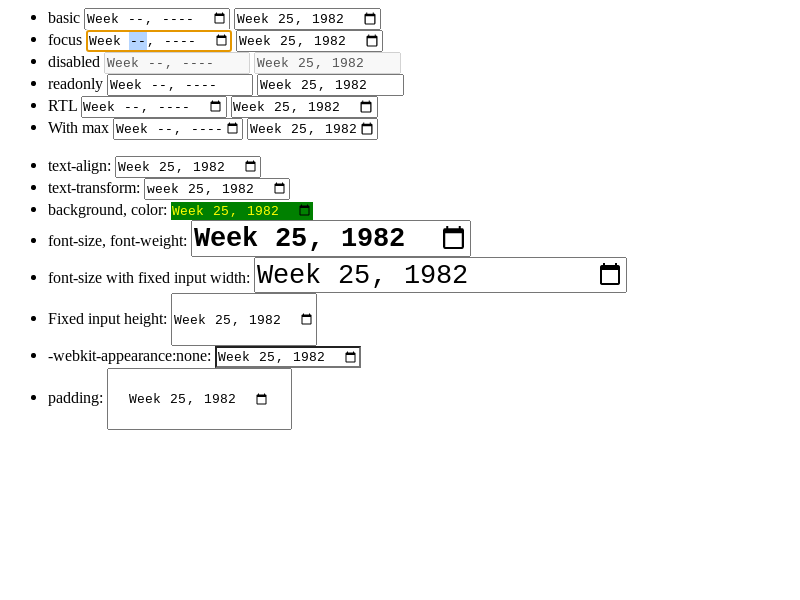 basic Week --, ---- Week 25, 1982
focus Week --, ---- Week 25, 1982
disabled Week --, ---- Week 25, 1982
readonly Week --, ---- Week 25, 1982
RTL Week --, ---- Week 25, 1982
With max Week --, ---- Week 25, 1982
text-align: Week 25, 1982
text-transform: week 25, 1982
background, color: Week 25, 1982
font-size, font-weight: Week 25, 1982
font-size with fixed input width: Week 25, 1982
Fixed input height: Week 25, 1982
-webkit-appearance:none: Week 25, 1982
padding: Week 25, 1982